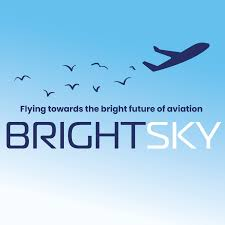 Flying towards the bright future of aviation
BRIGHTSKY